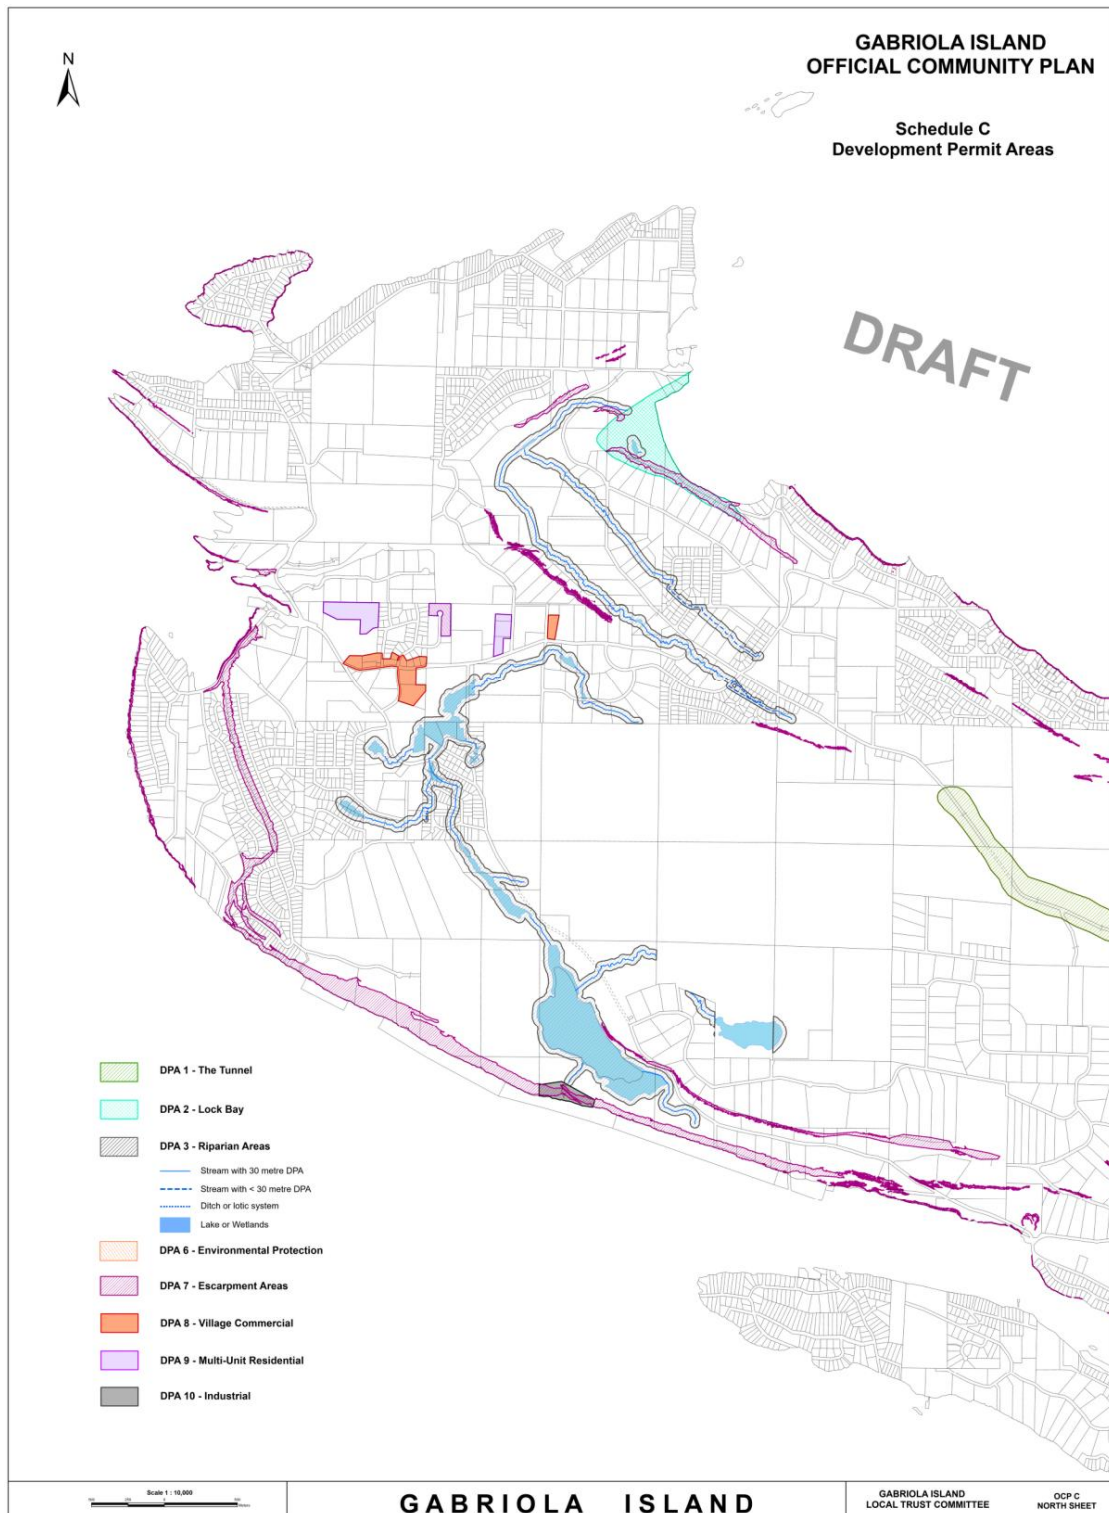 GABRIOLA ISLAND
OFFICIAL COMMUNITY PLAN
N
Schedule C
Development Permit Areas
DRAFT
DPA 1 - The Tunnel
DPA 2 - Lock Bay
DPA 3 - Riparian Areas
Stream with 30 metre DPA
Stream with < 30 metre DPA
Ditch or lotic system
Lake or Wetlands
DPA 6 - Environmental Protection
DPA 7 - Escarpment Areas
DPA 8 - Village Commercial
DPA 9 - Multi-Unit Residential
DPA 10 - Industrial
Scale 1 : 10,000
GABRIOLA ISLAND
GABRIOLA ISLAND
LOCAL TRUST COMMITTEE
OCP C
NORTH SHEET